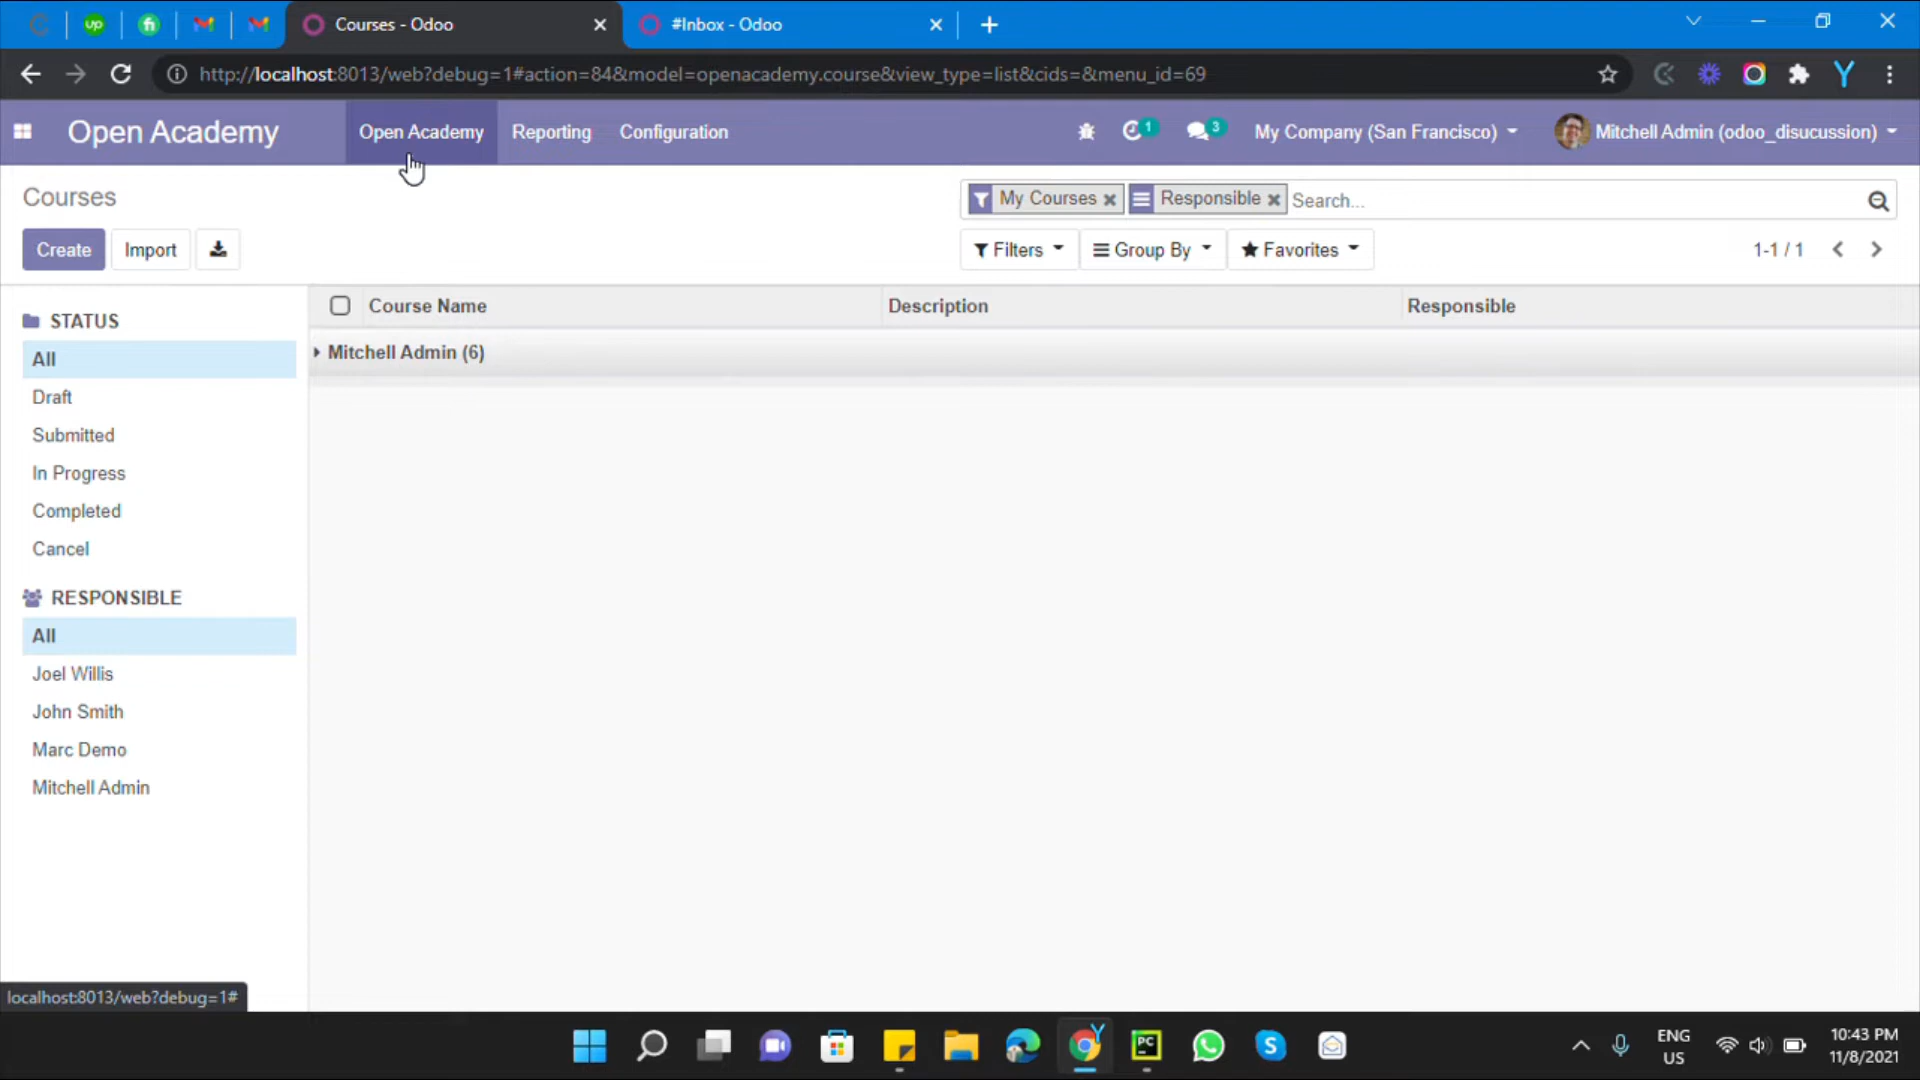 Courses - Odoo
#Inbox - Odoo
http://localhost:8013/web?debug=1#action=84&model=openacademy.course&view_type=list&cids=&menu_id=69
Open Academy
Open Academy
Reporting
Configuration
1
3
My Company (San Francisco)
Mitchell Admin (odoo_disucussion)
Courses
My Courses
Responsible
Search...
Create
Import
Filters
Group By
Favorites
1-1 / 1
STATUS
All
Draft
Submitted
In Progress
Completed
Cancel
RESPONSIBLE
All
Joel Willis
John Smith
Marc Demo
Mitchell Admin
Course Name
Description
Responsible
Mitchell Admin (6)
localhost:8013/web?debug=1#
ENG
US
10:43 PM
11/8/2021